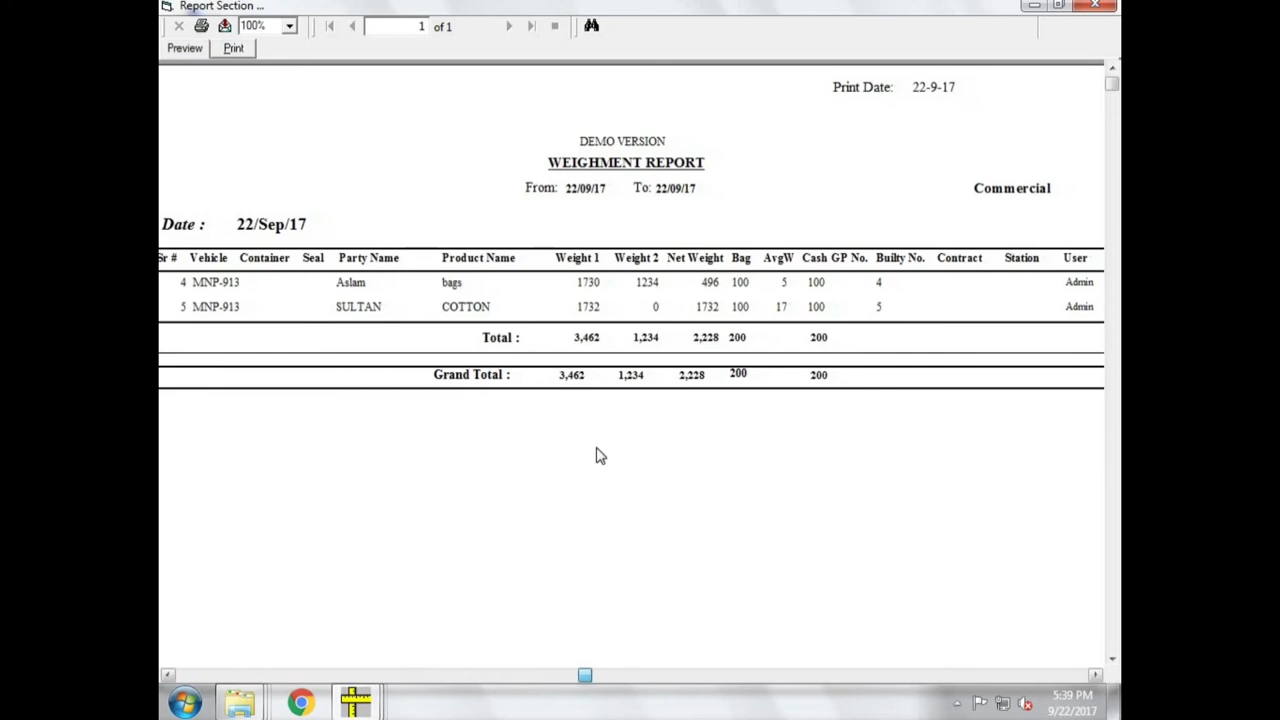 Report Section ...
100% 1 of 1
Preview Print
Print Date: 22-9-17
DEMO VERSION
WEIGHMENT REPORT
From: 22/09/17 To: 22/09/17 Commercial
Date : 22/Sep/17
Sr # Vehicle Container Seal Party Name Product Name Weight 1 Weight 2 Net Weight Bag AvgW Cash GP No. Builty No. Contract Station User
4 MNP-913 Aslam bags 1730 1234 496 100 5 100 4 Admin
5 MNP-913 SULTAN COTTON 1732 0 1732 100 17 100 5 Admin
Total : 3,462 1,234 2,228 200 200
Grand Total : 3,462 1,234 2,228 200 200
5:39 PM
9/22/2017